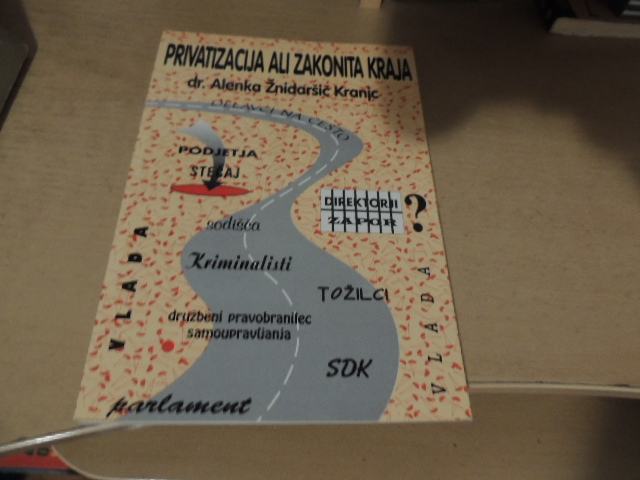 PRIVATIZACIJA ALI ZAKONITA KRAJA
dr. Alenka Žnidaršič Kranjc
DELAVCI NA CESTO
PODJETJA
STEČAJ
DIREKTORJI
ZAPOR
?
sodišča
Kriminalisti
VLADA
TOŽILCI
družbeni pravobranilec
samoupravljanja
VLADA
SDK
parlament